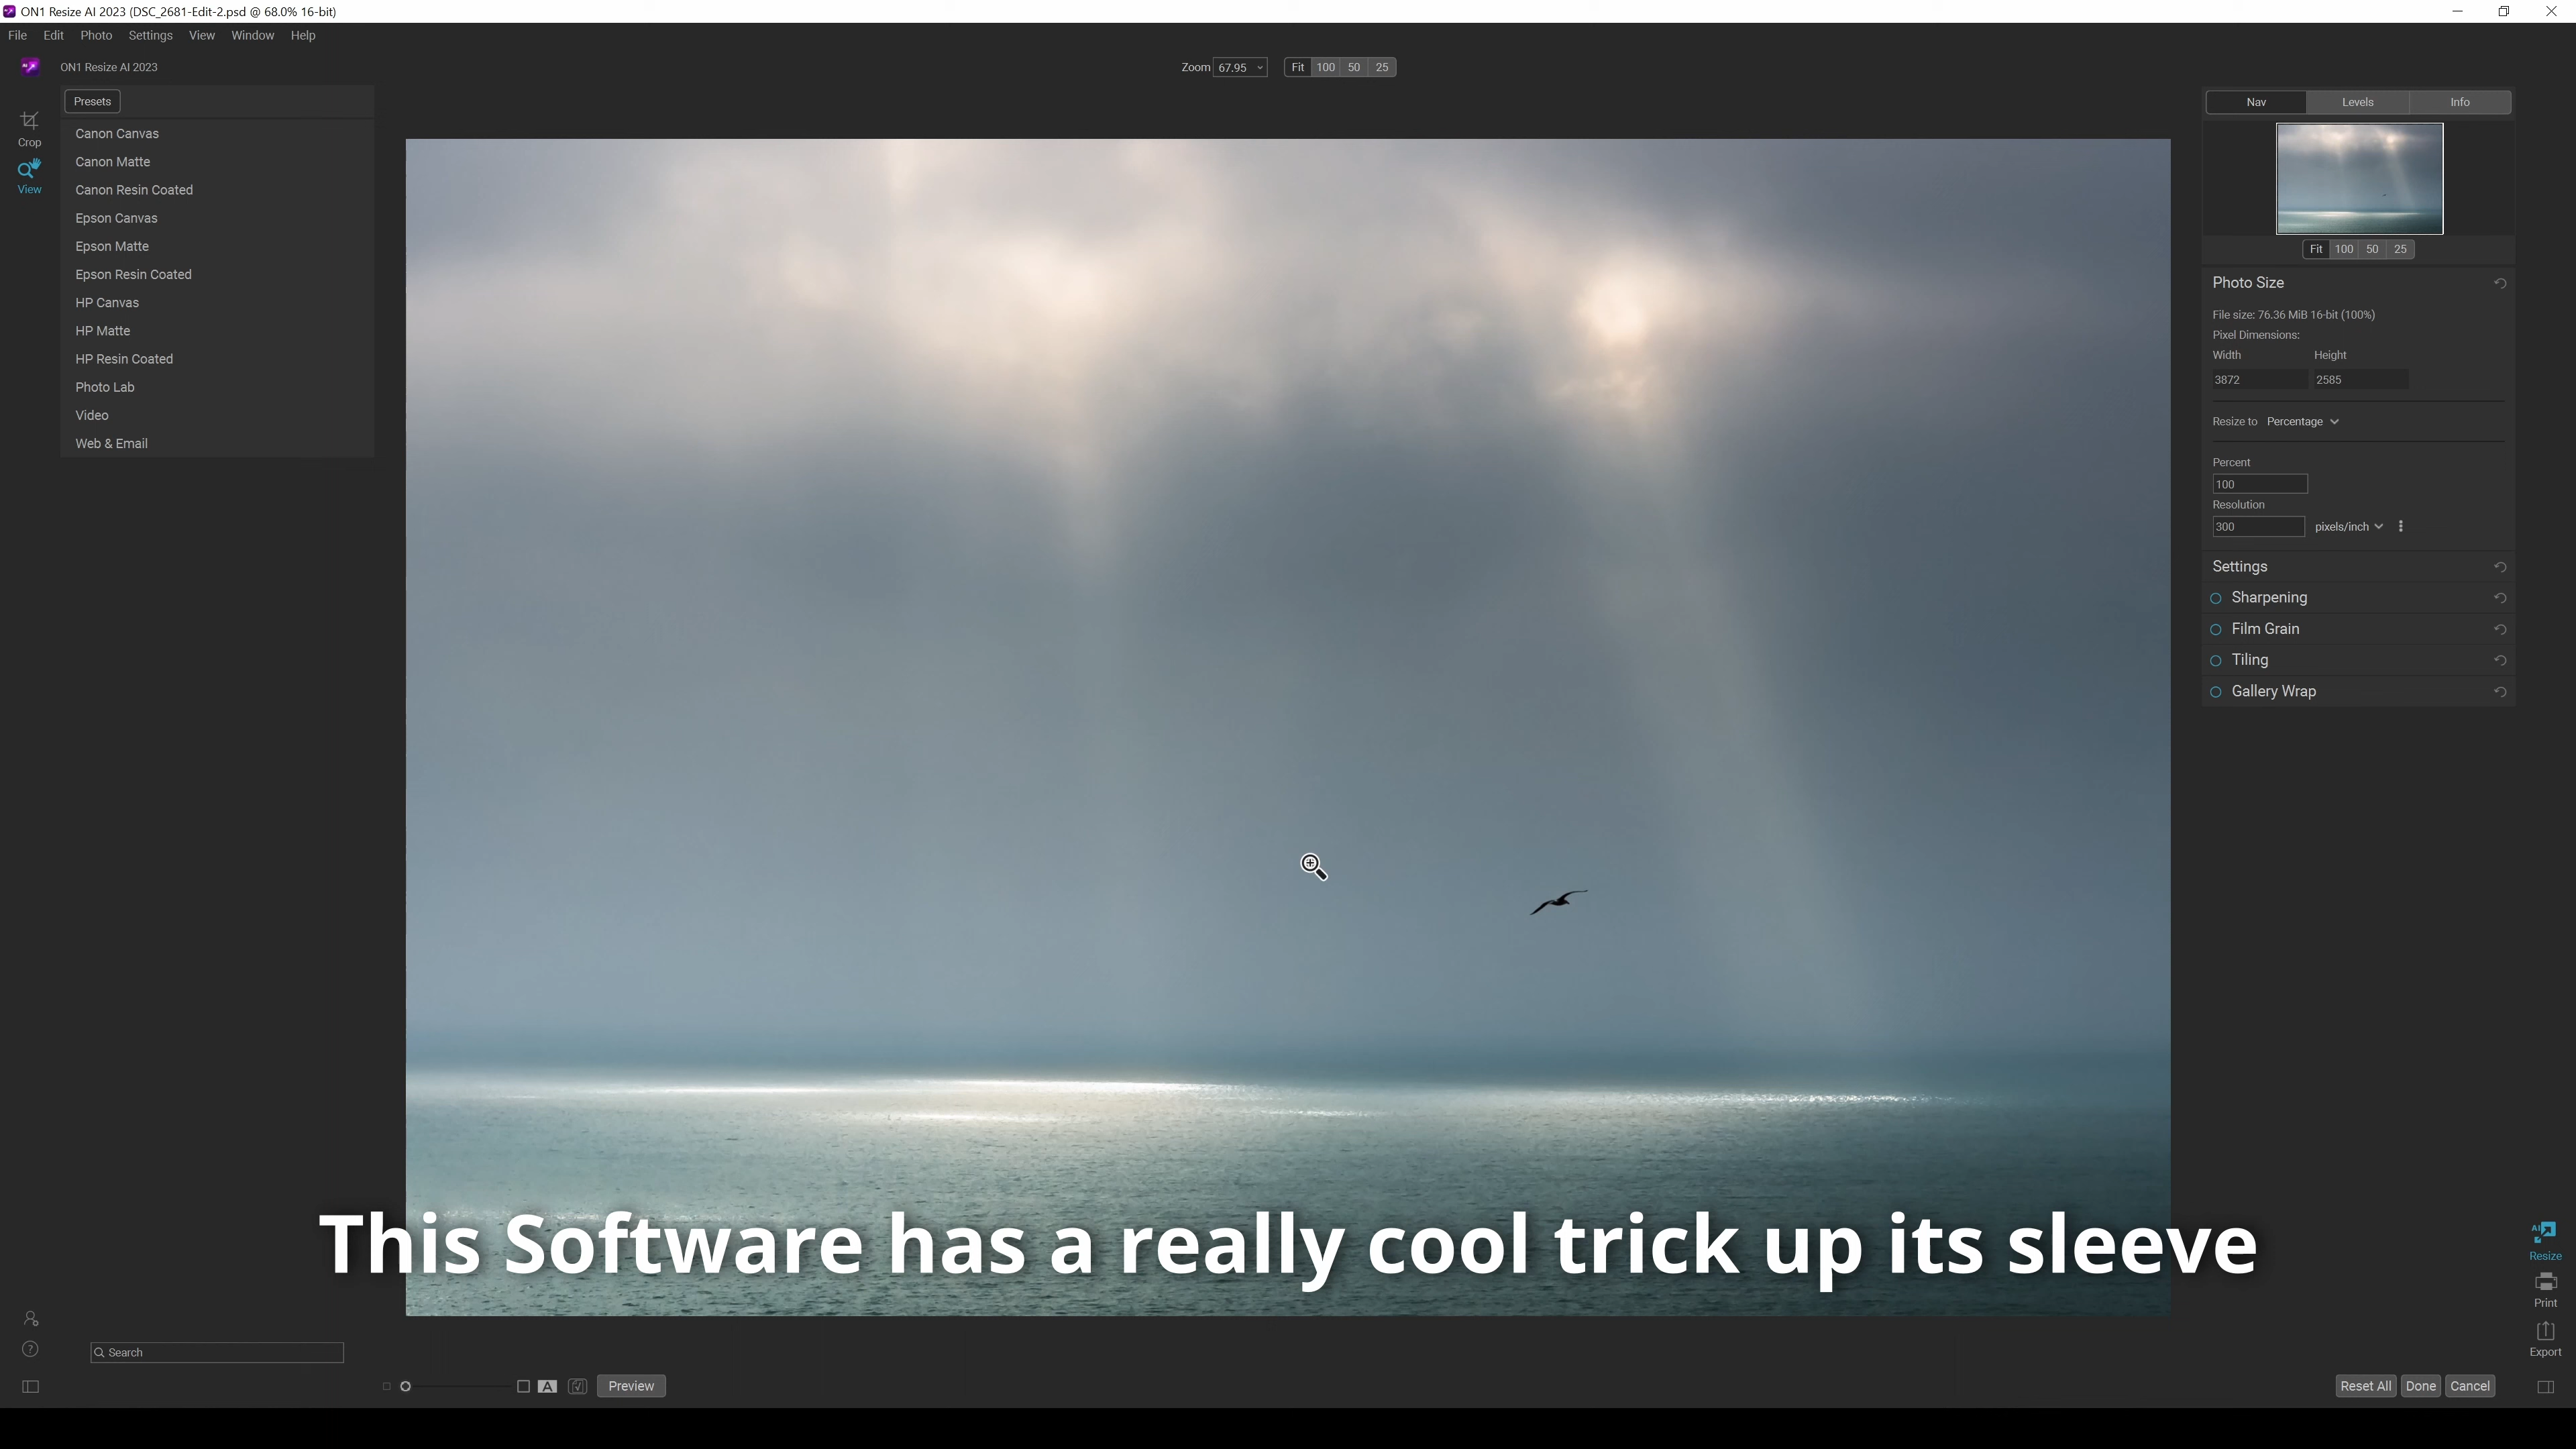 ON1 Resize AI 2023 (DSC_2681-Edit-2.psd @ 68.0% 16-bit)
File Edit Photo Settings View Window Help
ON1 Resize AI 2023
Zoom 67.95 Fit 100 50 25
Presets
Crop
View
Canon Canvas
Canon Matte
Canon Resin Coated
Epson Canvas
Epson Matte
Epson Resin Coated
HP Canvas
HP Matte
HP Resin Coated
Photo Lab
Video
Web & Email
Nav Levels Info
Fit 100 50 25
Photo Size
File size: 76.36 MiB 16-bit (100%)
Pixel Dimensions:
Width Height
3872 2585
Resize to Percentage
Percent
100
Resolution
300 pixels/inch
Settings
Sharpening
Film Grain
Tiling
Gallery Wrap
This Software has a really cool trick up its sleeve
AI
Resize
Print
Export
Search
A Preview
Reset All Done Cancel